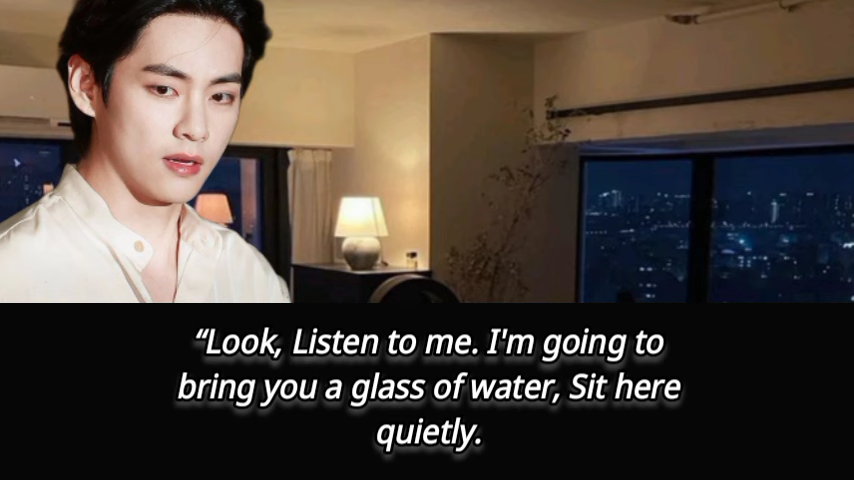 “Look, Listen to me. I'm going to
bring you a glass of water, Sit here
quietly.